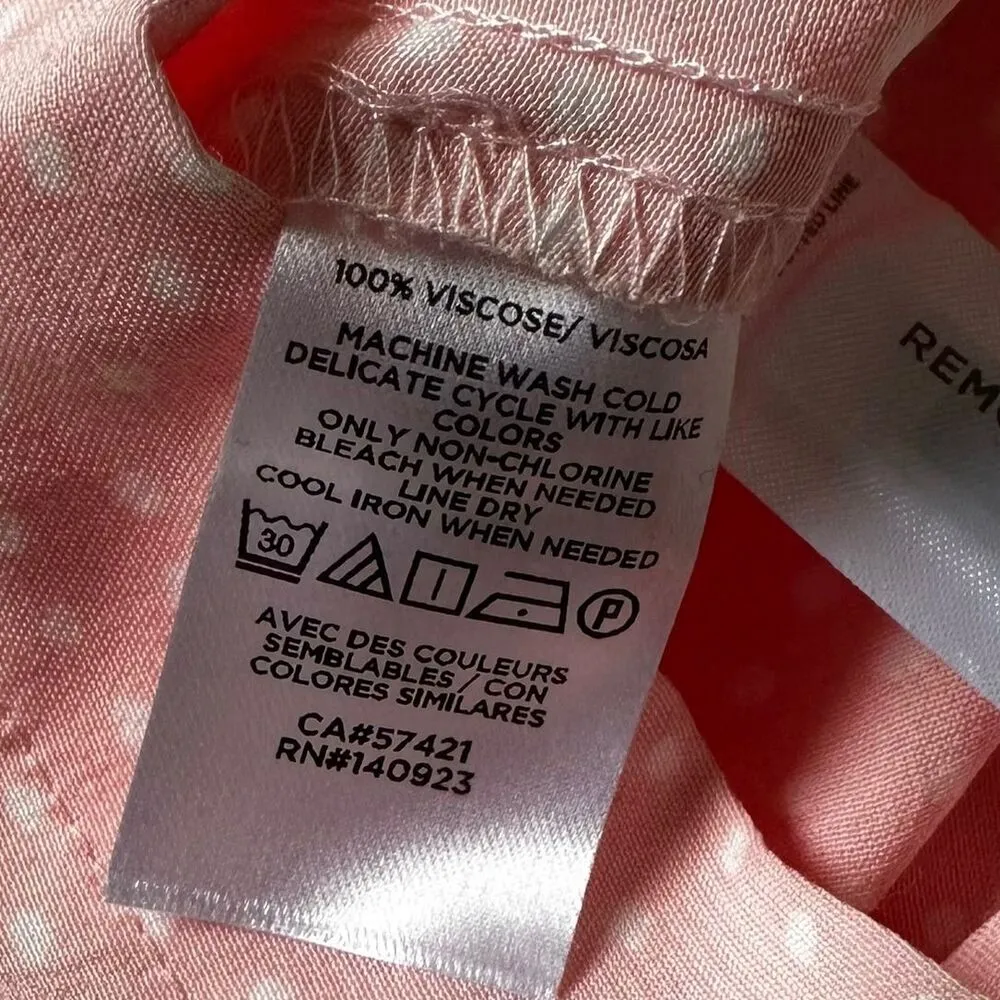 100% VISCOSE/ VISCOSA
MACHINE WASH COLD
DELICATE CYCLE WITH LIKE
COLORS
ONLY NON-CHLORINE
BLEACH WHEN NEEDED
LINE DRY
COOL IRON WHEN NEEDED
30
P
AVEC DES COULEURS
SEMBLABLES / CON
COLORES SIMILARES
CA#57421
RN#140923
LINE